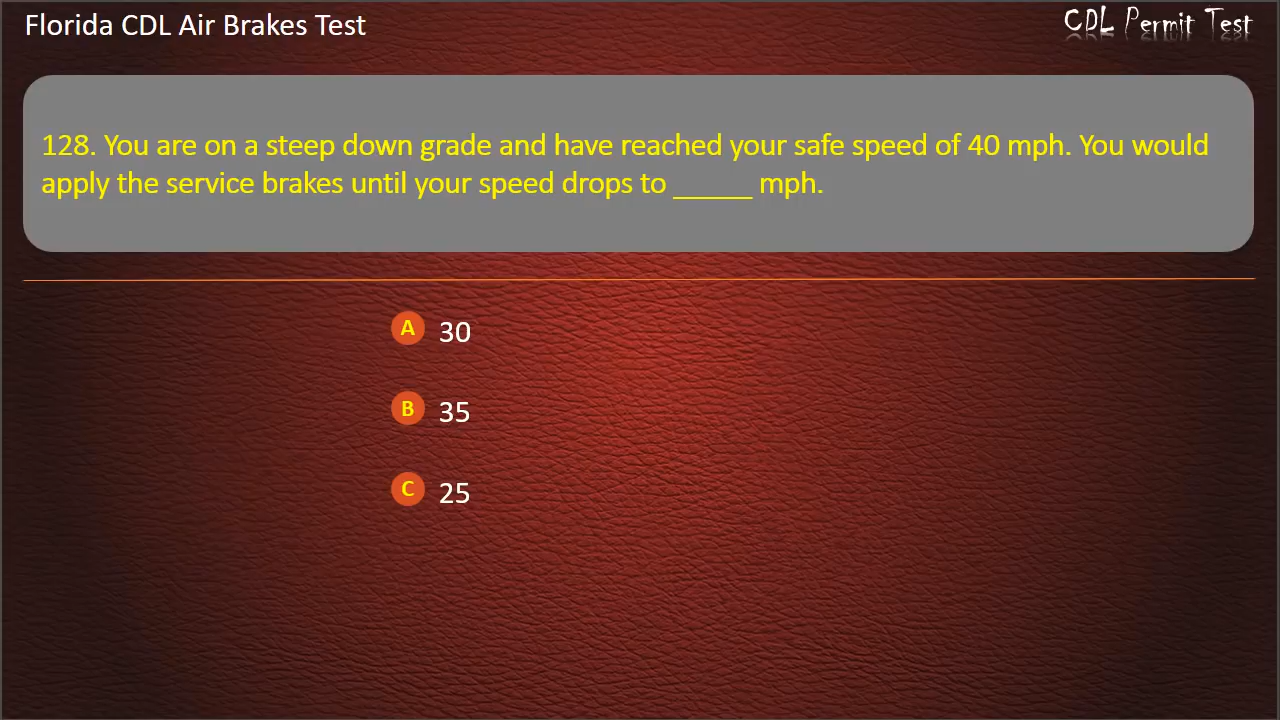 Florida CDL Air Brakes Test
CDL Permit Test
128. You are on a steep down grade and have reached your safe speed of 40 mph. You would
apply the service brakes until your speed drops to ______ mph.
A 30
B 35
C 25